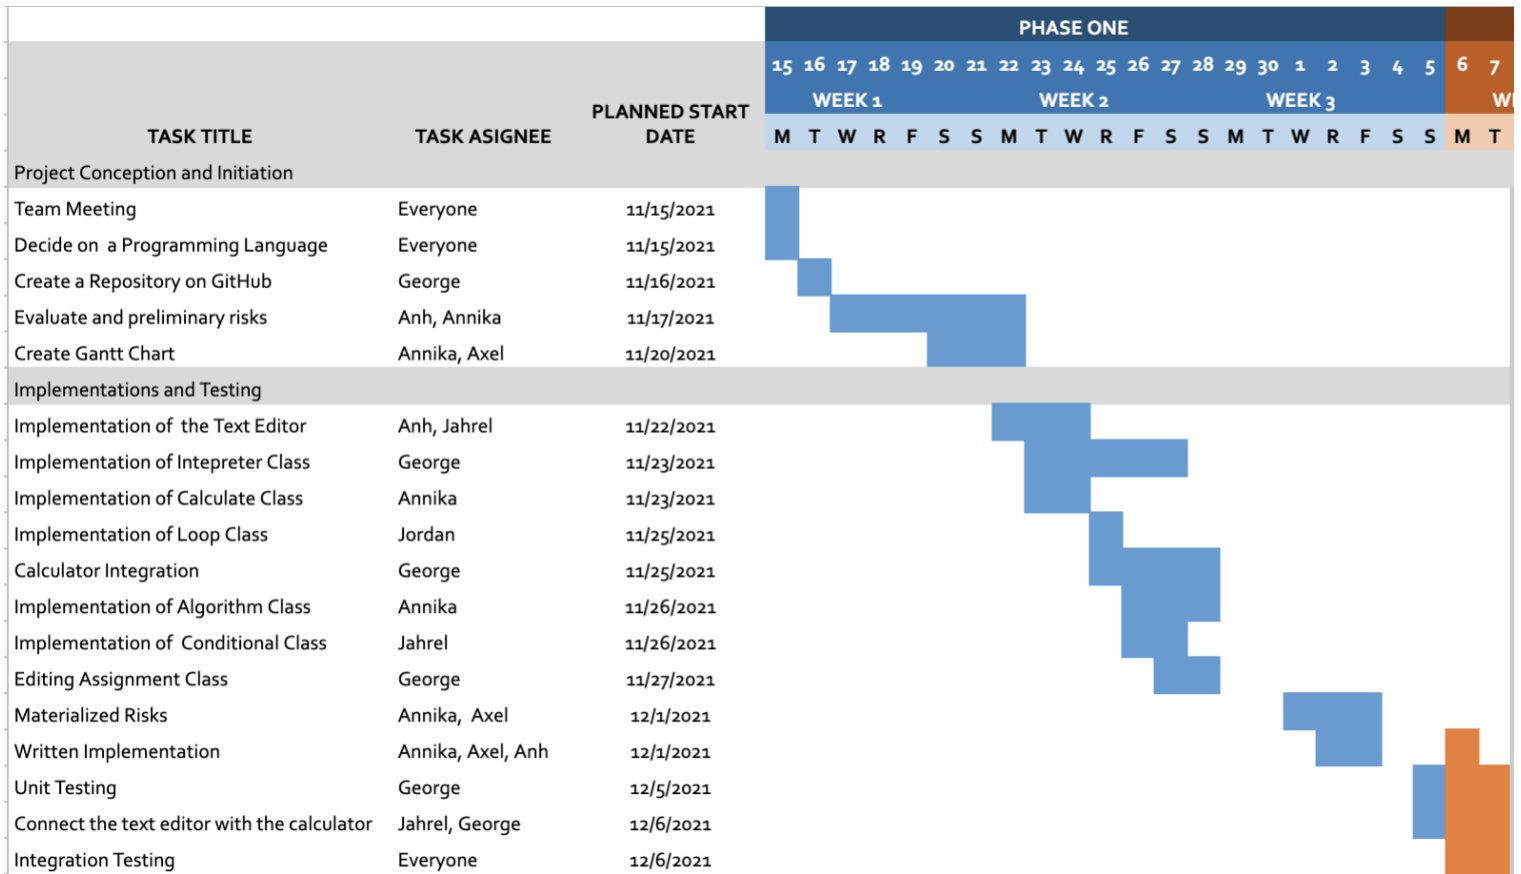 PHASE ONE
15 16 17 18 19 20 21 22 23 24 25 26 27 28 29 30 1 2 3 4 5 6 7
WEEK 1 WEEK 2 WEEK 3
TASK TITLE TASK ASIGNEE PLANNED START DATE M T W R F S S M T W R F S S M T W R F S S M T
Project Conception and Initiation
Team Meeting Everyone 11/15/2021
Decide on a Programming Language Everyone 11/15/2021
Create a Repository on GitHub George 11/16/2021
Evaluate and preliminary risks Anh, Annika 11/17/2021
Create Gantt Chart Annika, Axel 11/20/2021
Implementations and Testing
Implementation of the Text Editor Anh, Jahrel 11/22/2021
Implementation of Intepreter Class George 11/23/2021
Implementation of Calculate Class Annika 11/23/2021
Implementation of Loop Class Jordan 11/25/2021
Calculator Integration George 11/25/2021
Implementation of Algorithm Class Annika 11/26/2021
Implementation of Conditional Class Jahrel 11/26/2021
Editing Assignment Class George 11/27/2021
Materialized Risks Annika, Axel 12/1/2021
Written Implementation Annika, Axel, Anh 12/1/2021
Unit Testing George 12/5/2021
Connect the text editor with the calculator Jahrel, George 12/6/2021
Integration Testing Everyone 12/6/2021